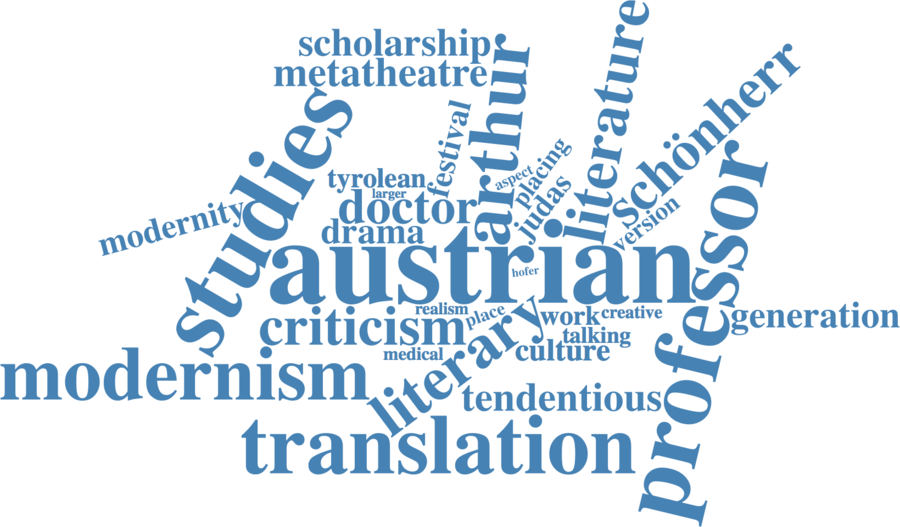 scholarship
metatheatre
arthur
literature
schönherr
studies
festival
placing
aspect
tyrolean
larger
judas
professor
doctor
version
modernity
drama
austrian
hofer
realism
place
work
creative
generation
criticism
literary
talking
medical
culture
modernism
tendentious
translation